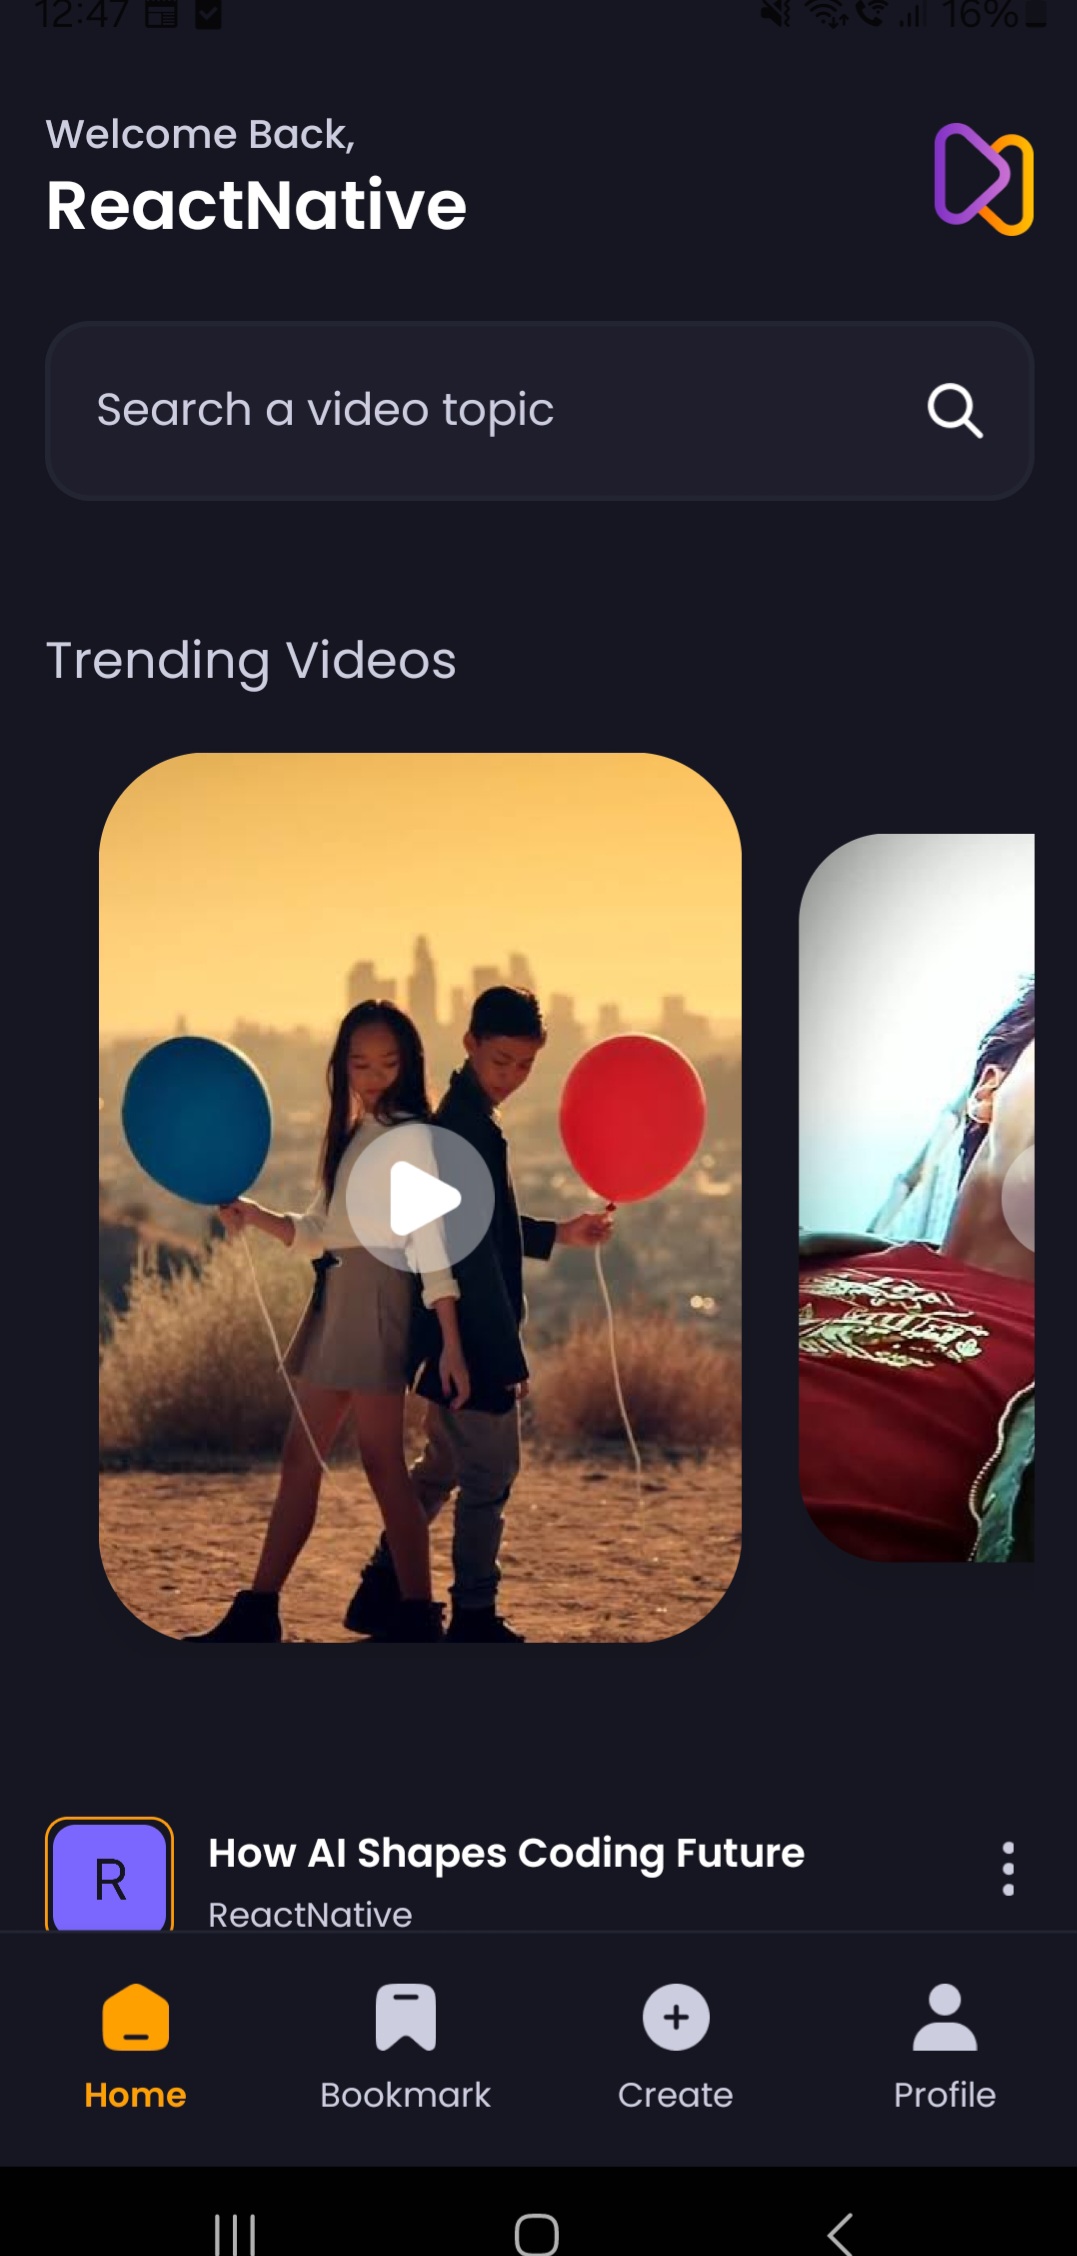 12:47 16%
Welcome Back,
ReactNative
Search a video topic
Trending Videos
R
How AI Shapes Coding Future
ReactNative
Home Bookmark Create Profile